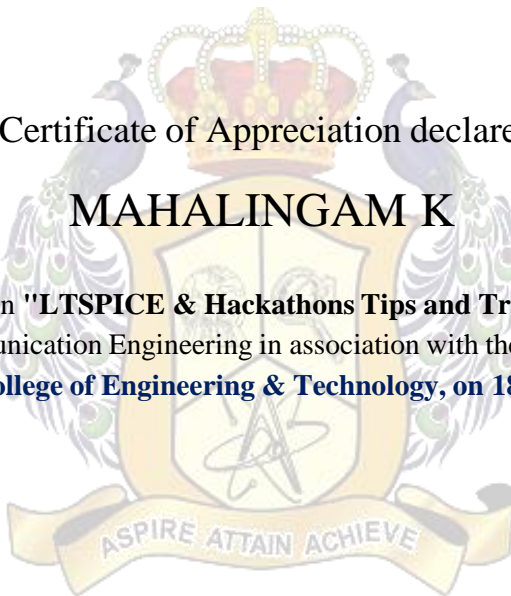 Certificate of Appreciation declare
MAHALINGAM K
n "LTSPICE & Hackathons Tips and Tr
unication Engineering in association with the
ollege of Engineering & Technology, on 18
ASPIRE ATTAIN ACHIEVE